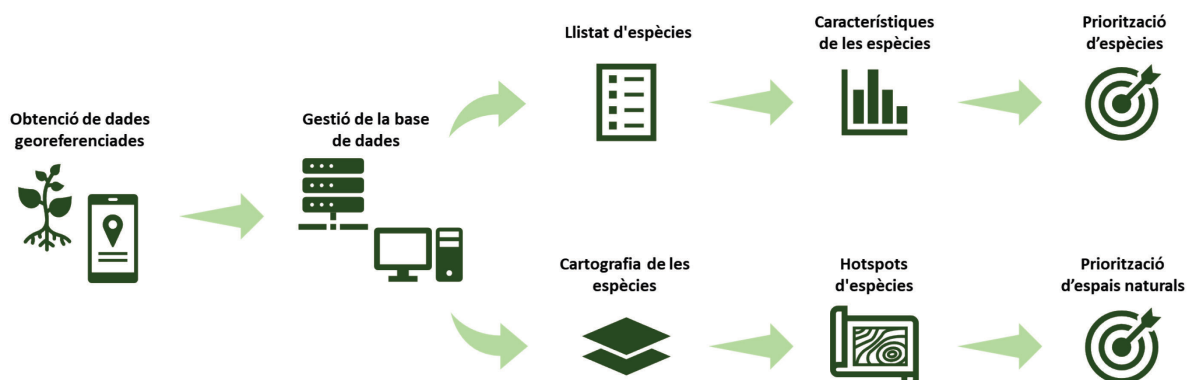 Obtenció de dades
georeferenciades
Gestió de la base
de dades
Llistat d'espècies
Característiques
de les espècies
Priorització
d’espècies
Cartografia de les
espècies
Hotspots
d'espècies
Priorització
d’espais naturals